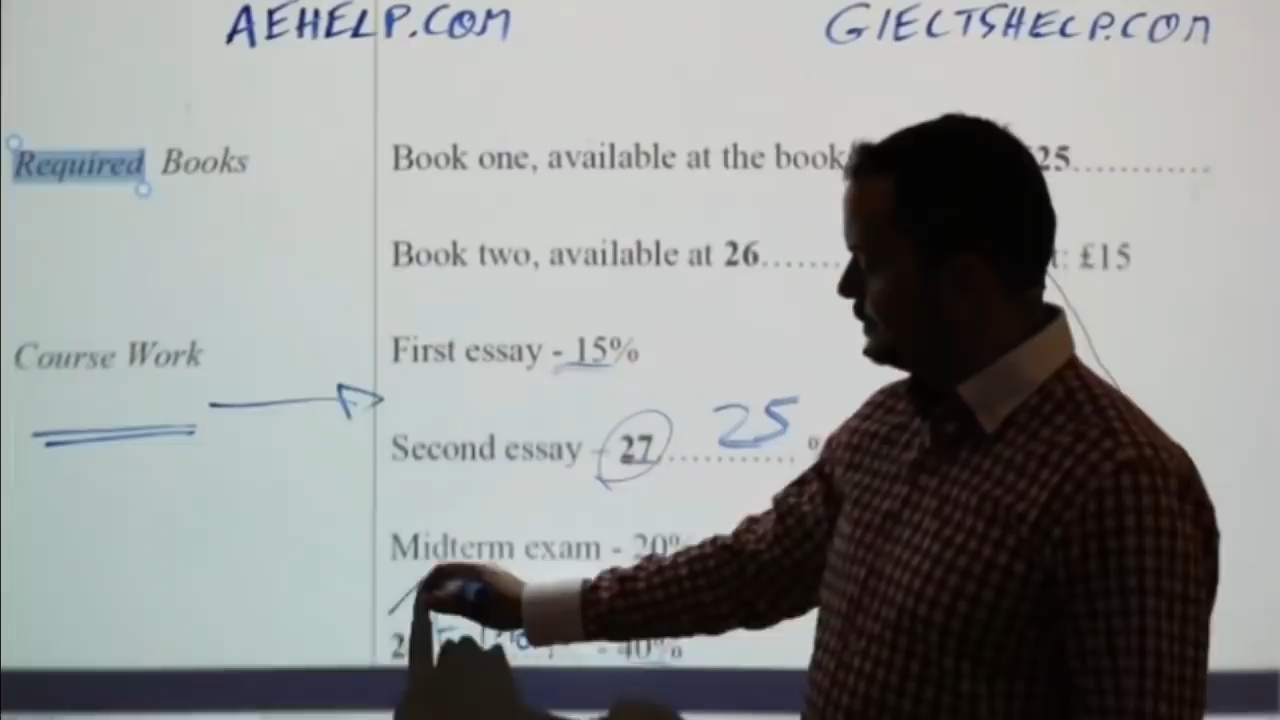 AEHELP.COM GIELTSHELP.COM
Required Books Book one, available at the book 25............
Book two, available at 26....... £15
Course Work First essay - 15%
Second essay - 27............ 25
Midterm exam - 20%
- 40%